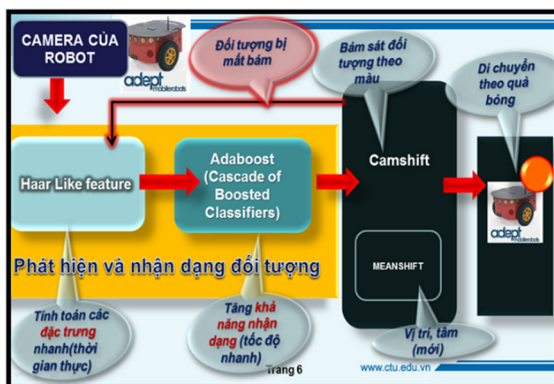 CAMERA CỦA
ROBOT
adept
mobilerobots
Đối tượng bị
mất bám
Bám sát đối
tượng theo
màu
Di chuyển
theo quả
bóng
Haar Like feature
Adaboost
(Cascade of
Boosted
Classifiers)
Camshift
MEANSHIFT
adept
mobilerobots
Phát hiện và nhận dạng đối tượng
Tính toán các
đặc trưng
nhanh(thời
gian thực)
Tăng khả
năng nhận
dạng (tốc độ
nhanh)
Vị trí, tâm
(mới)
Trang 6
www.ctu.edu.vn